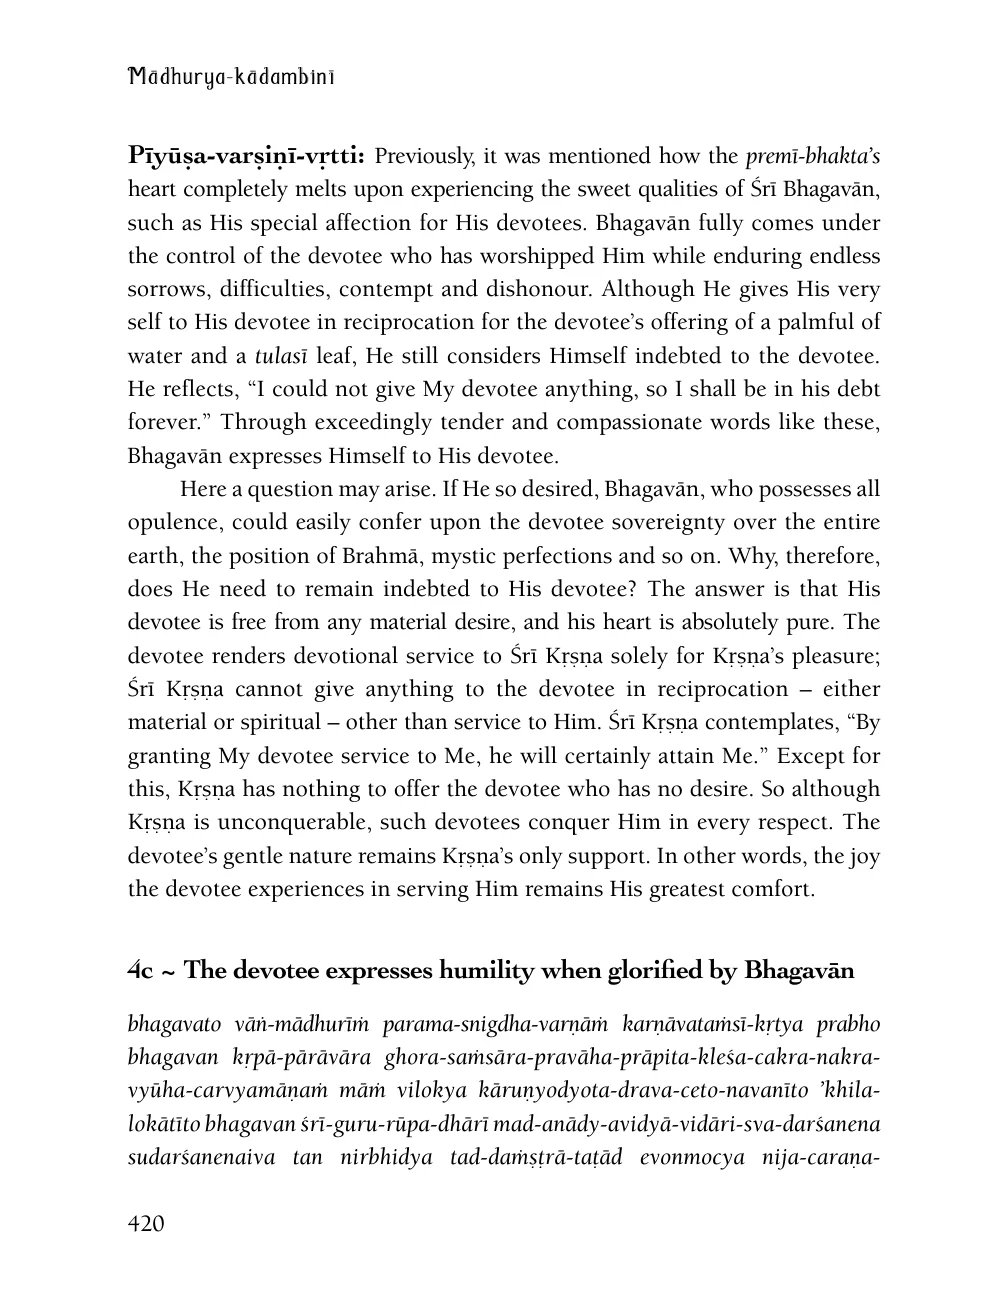 Mādhurya-kādambinī
Pīyūṣa-varṣiṇī-vṛtti: Previously, it was mentioned how the premī-bhakta’s
heart completely melts upon experiencing the sweet qualities of Śrī Bhagavān,
such as His special affection for His devotees. Bhagavān fully comes under
the control of the devotee who has worshipped Him while enduring endless
sorrows, difficulties, contempt and dishonour. Although He gives His very
self to His devotee in reciprocation for the devotee’s offering of a palmful of
water and a tulasī leaf, He still considers Himself indebted to the devotee.
He reflects, “I could not give My devotee anything, so I shall be in his debt
forever.” Through exceedingly tender and compassionate words like these,
Bhagavān expresses Himself to His devotee.
Here a question may arise. If He so desired, Bhagavān, who possesses all
opulence, could easily confer upon the devotee sovereignty over the entire
earth, the position of Brahmā, mystic perfections and so on. Why, therefore,
does He need to remain indebted to His devotee? The answer is that His
devotee is free from any material desire, and his heart is absolutely pure. The
devotee renders devotional service to Śrī Kṛṣṇa solely for Kṛṣṇa’s pleasure;
Śrī Kṛṣṇa cannot give anything to the devotee in reciprocation – either
material or spiritual – other than service to Him. Śrī Kṛṣṇa contemplates, “By
granting My devotee service to Me, he will certainly attain Me.” Except for
this, Kṛṣṇa has nothing to offer the devotee who has no desire. So although
Kṛṣṇa is unconquerable, such devotees conquer Him in every respect. The
devotee’s gentle nature remains Kṛṣṇa’s only support. In other words, the joy
the devotee experiences in serving Him remains His greatest comfort.
4c ~ The devotee expresses humility when glorified by Bhagavān
bhagavato vāṅ-mādhurīṁ parama-snigdha-varṇāṁ karṇāvataṁsī-kṛtya prabho
bhagavan kṛpā-pārāvāra ghora-saṁsāra-pravāha-prāpita-kleśa-cakra-nakra-
vyūha-carvyamāṇaṁ māṁ vilokya kāruṇyodyota-drava-ceto-navanīto ’khila-
lokātīto bhagavan śrī-guru-rūpa-dhārī mad-anādy-avidyā-vidāri-sva-darśanena
sudarśanenaiva tan nirbhidya tad-daṁṣṭrā-taṭād evonmocya nija-caraṇa-
420